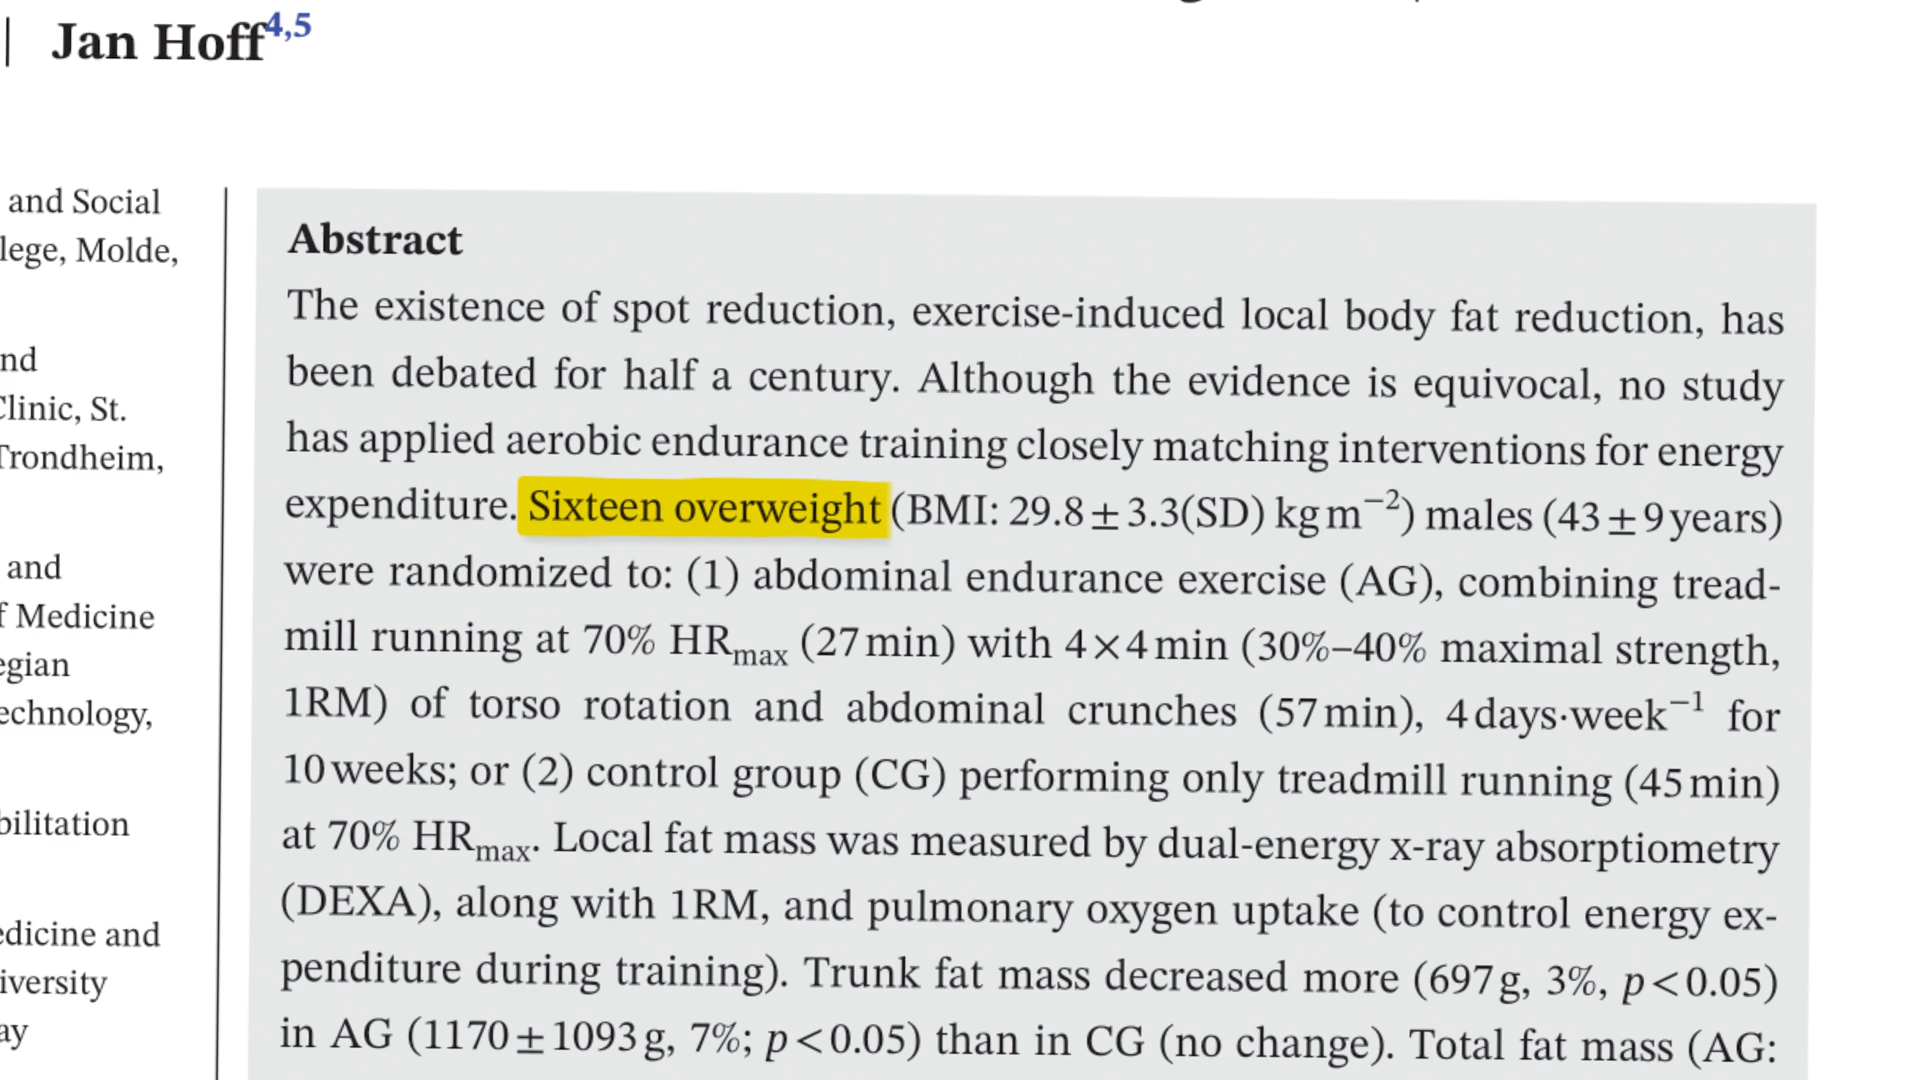 | Jan Hoff4,5
and Social
lege, Molde,
nd
Clinic, St.
Trondheim,
and
f Medicine
egian
echnology,
bilitation
edicine and
iversity
ay
Abstract
The existence of spot reduction, exercise-induced local body fat reduction, has
been debated for half a century. Although the evidence is equivocal, no study
has applied aerobic endurance training closely matching interventions for energy
expenditure. Sixteen overweight (BMI: 29.8 ± 3.3(SD) kg m−2) males (43 ± 9 years)
were randomized to: (1) abdominal endurance exercise (AG), combining tread-
mill running at 70% HRmax (27 min) with 4 × 4 min (30%–40% maximal strength,
1RM) of torso rotation and abdominal crunches (57 min), 4 days·week−1 for
10 weeks; or (2) control group (CG) performing only treadmill running (45 min)
at 70% HRmax. Local fat mass was measured by dual-energy x-ray absorptiometry
(DEXA), along with 1RM, and pulmonary oxygen uptake (to control energy ex-
penditure during training). Trunk fat mass decreased more (697 g, 3%, p < 0.05)
in AG (1170 ± 1093 g, 7%; p < 0.05) than in CG (no change). Total fat mass (AG: